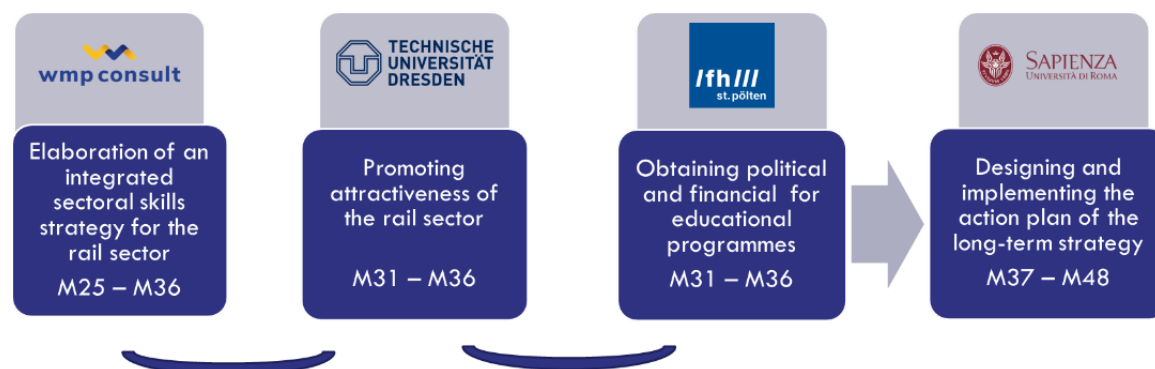 wmp consult
TECHNISCHE
UNIVERSITÄT
DRESDEN
/fh///
st.pölten
SAPIENZA
UNIVERSITÀ DI ROMA
Elaboration of an
integrated
sectoral skills
strategy for the
rail sector
M25 – M36
Promoting
attractiveness of
the rail sector
M31 – M36
Obtaining political
and financial for
educational
programmes
M31 – M36
Designing and
implementing the
action plan of the
long-term strategy
M37 – M48